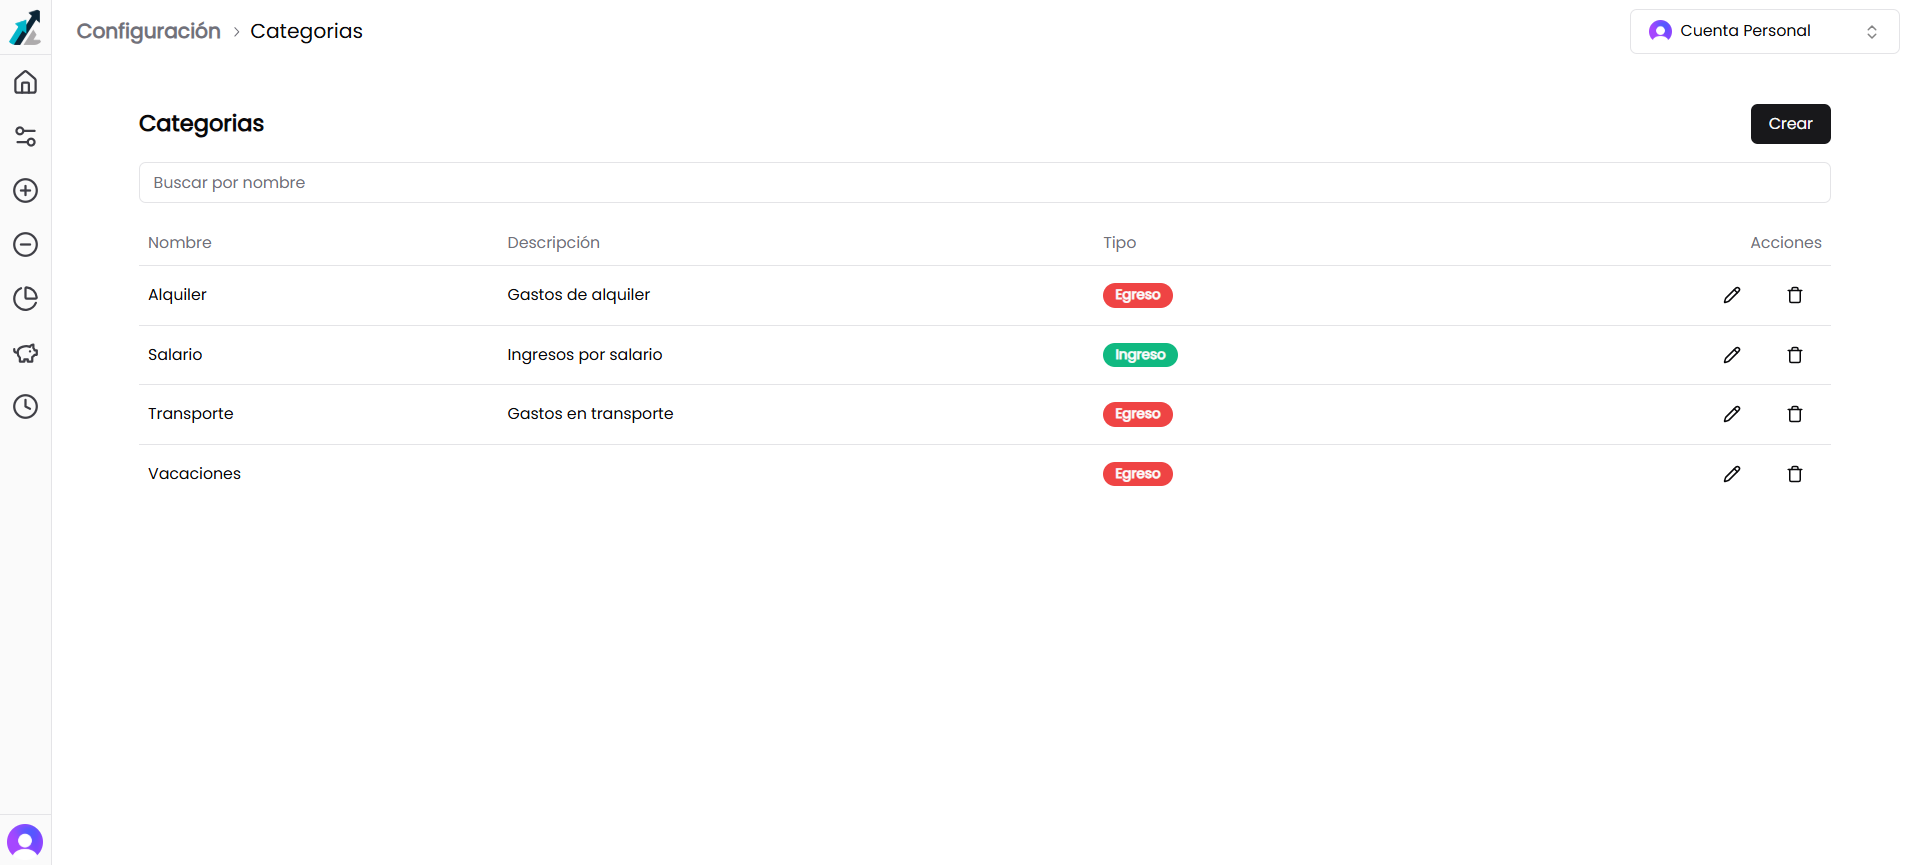 Configuración > Categorias
Cuenta Personal
Categorias
Crear
Buscar por nombre
Nombre Descripción Tipo Acciones
Alquiler Gastos de alquiler Egreso
Salario Ingresos por salario Ingreso
Transporte Gastos en transporte Egreso
Vacaciones Egreso